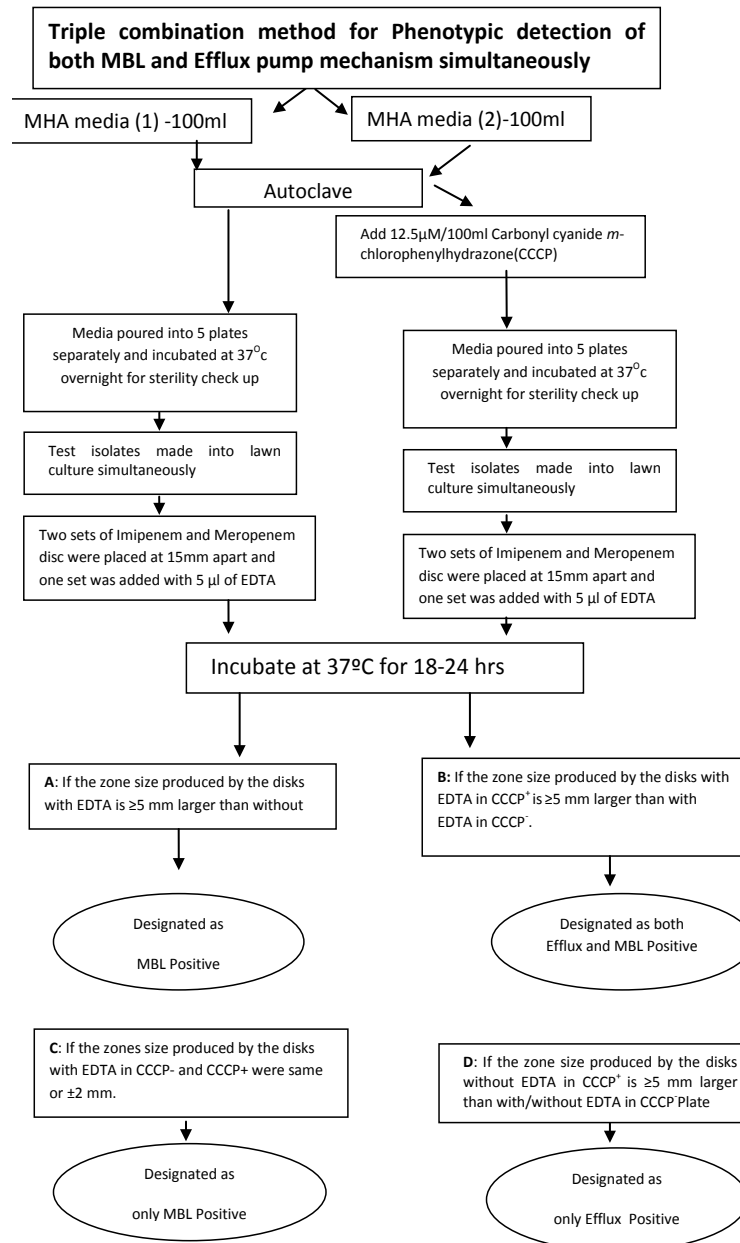 Triple combination method for Phenotypic detection of
both MBL and Efflux pump mechanism simultaneously
MHA media (1) -100ml
MHA media (2)-100ml
Autoclave
Add 12.5µM/100ml Carbonyl cyanide m-
chlorophenylhydrazone(CCCP)
Media poured into 5 plates
separately and incubated at 37⁰c
overnight for sterility check up
Media poured into 5 plates
separately and incubated at 37⁰c
overnight for sterility check up
Test isolates made into lawn
culture simultaneously
Test isolates made into lawn
culture simultaneously
Two sets of Imipenem and Meropenem
disc were placed at 15mm apart and
one set was added with 5 µl of EDTA
Two sets of Imipenem and Meropenem
disc were placed at 15mm apart and
one set was added with 5 µl of EDTA
Incubate at 37ºC for 18-24 hrs
A: If the zone size produced by the disks
with EDTA is ≥5 mm larger than without
B: If the zone size produced by the disks with
EDTA in CCCP⁺ is ≥5 mm larger than with
EDTA in CCCP⁻.
Designated as
MBL Positive
Designated as both
Efflux and MBL Positive
C: If the zones size produced by the disks
with EDTA in CCCP- and CCCP+ were same
or ±2 mm.
D: If the zone size produced by the disks
without EDTA in CCCP⁺ is ≥5 mm larger
than with/without EDTA in CCCP⁻Plate
Designated as
only MBL Positive
Designated as
only Efflux Positive